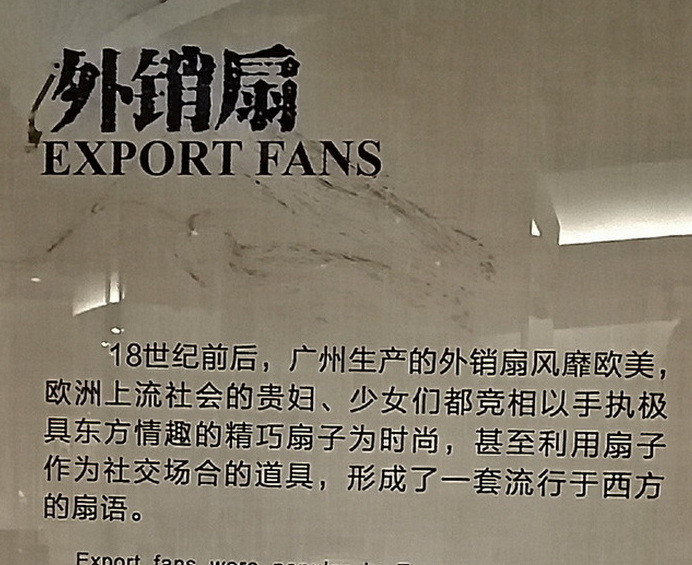 外销扇
EXPORT FANS
18世纪前后，广州生产的外销扇风靡欧美，
欧洲上流社会的贵妇、少女们都竞相以手执极
具东方情趣的精巧扇子为时尚，甚至利用扇子
作为社交场合的道具，形成了一套流行于西方
的扇语。
Export fans were